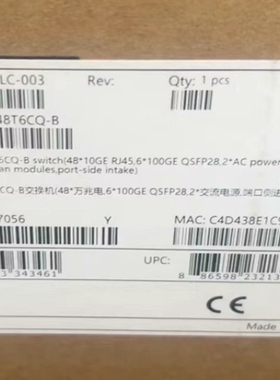 LC-003 Rev: Qty: 1 pcs
48T6CQ-B
6CQ-B switch(48*10GE RJ45,6*100GE QSFP28,2*AC power
an modules,port-side intake)
CQ-B交换机(48*万兆电,6*100GE QSFP28,2*交流电源,端口侧进
7056 Y MAC: C4D438E1C9
3 343461 UPC: 8 86598 23213
CE
Made